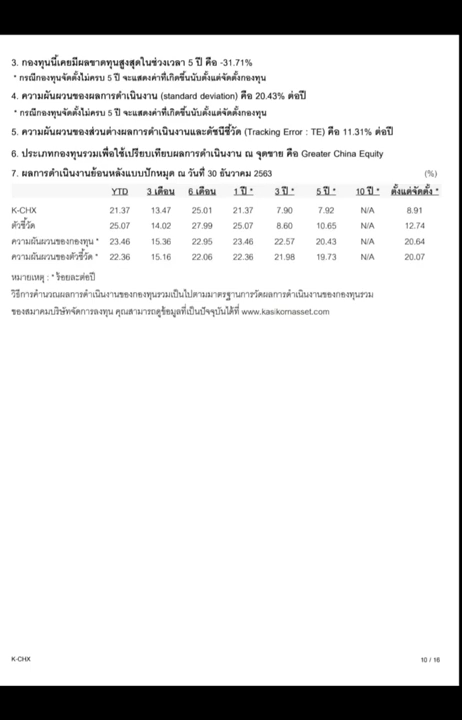 3. กองทุนนี้เคยมีผลขาดทุนสูงสุดในช่วงเวลา 5 ปี คือ -31.71%
* กรณีกองทุนจัดตั้งไม่ครบ 5 ปี จะแสดงค่าที่เกิดขึ้นนับตั้งแต่จัดตั้งกองทุน
4. ความผันผวนของผลการดำเนินงาน (standard deviation) คือ 20.43% ต่อปี
* กรณีกองทุนจัดตั้งไม่ครบ 5 ปี จะแสดงค่าที่เกิดขึ้นนับตั้งแต่จัดตั้งกองทุน
5. ความผันผวนของส่วนต่างผลการดำเนินงานและดัชนีชี้วัด (Tracking Error : TE) คือ 11.31% ต่อปี
6. ประเภทกองทุนรวมเพื่อใช้เปรียบเทียบผลการดำเนินงาน ณ จุดขาย คือ Greater China Equity
7. ผลการดำเนินงานย้อนหลังแบบปักหมุด ณ วันที่ 30 ธันวาคม 2563 (%)
YTD 3 เดือน 6 เดือน 1 ปี * 3 ปี * 5 ปี * 10 ปี * ตั้งแต่จัดตั้ง *
K-CHX 21.37 13.47 25.01 21.37 7.90 7.92 N/A 8.91
ตัวชี้วัด 25.07 14.02 27.99 25.07 8.60 10.65 N/A 12.74
ความผันผวนของกองทุน * 23.46 15.36 22.95 23.46 22.57 20.43 N/A 20.64
ความผันผวนของตัวชี้วัด * 22.36 15.16 22.06 22.36 21.98 19.73 N/A 20.07
หมายเหตุ : * ร้อยละต่อปี
วิธีการคำนวณผลการดำเนินงานของกองทุนรวมเป็นไปตามมาตรฐานการวัดผลการดำเนินงานของกองทุนรวม
ของสมาคมบริษัทจัดการลงทุน คุณสามารถดูข้อมูลที่เป็นปัจจุบันได้ที่ www.kasikornasset.com
K-CHX 10 / 16